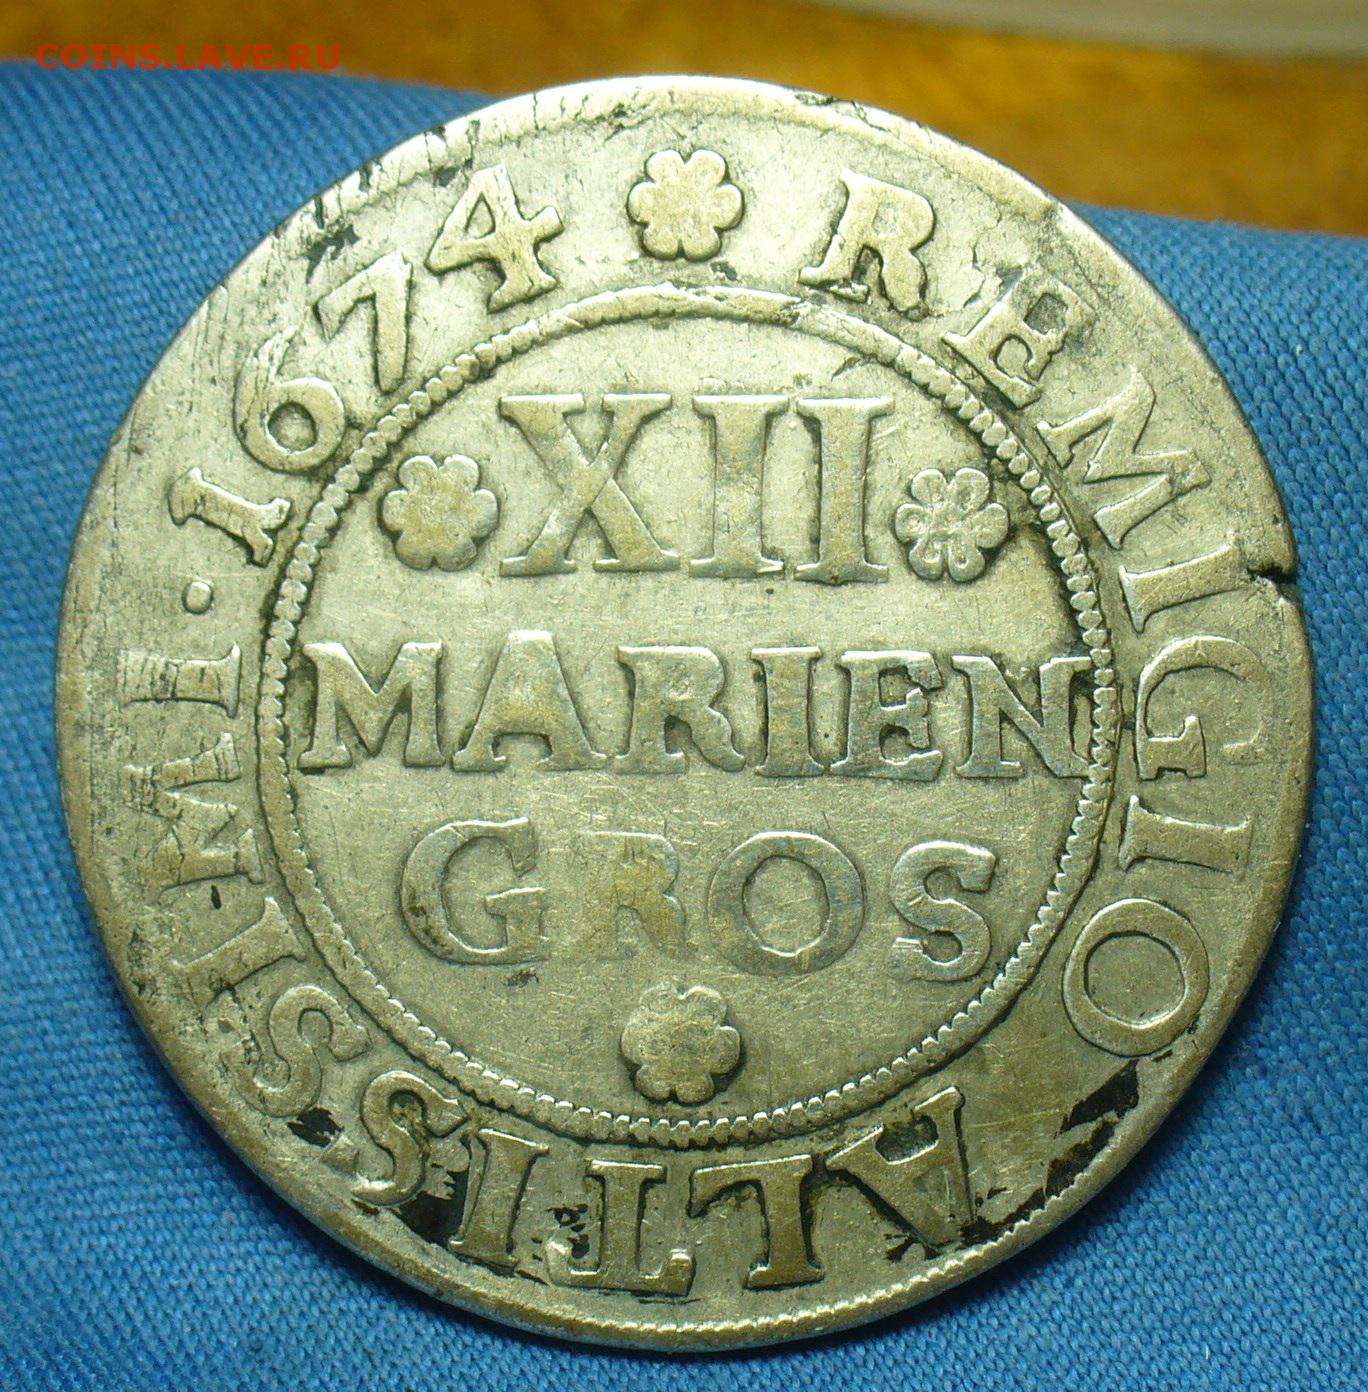 COINS.LAVE.RU
REMIGIO ALTISSIMI · 1674
XII
MARIEN
GROS